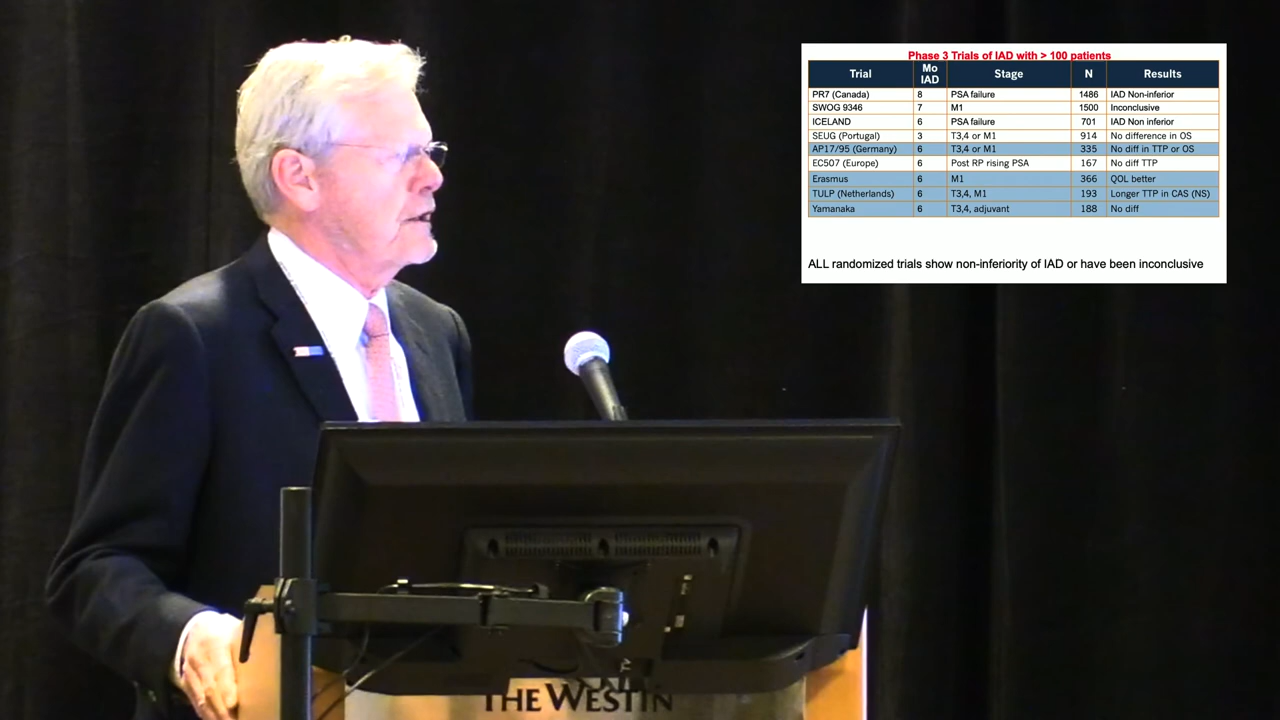 Phase 3 Trials of IAD with > 100 patients
Trial Mo IAD Stage N Results
PR7 (Canada) 8 PSA failure 1486 IAD Non-inferior
SWOG 9346 7 M1 1500 Inconclusive
ICELAND 6 PSA failure 701 IAD Non inferior
SEUG (Portugal) 3 T3,4 or M1 914 No difference in OS
AP17/95 (Germany) 6 T3,4 or M1 335 No diff in TTP or OS
EC507 (Europe) 6 Post RP rising PSA 167 No diff TTP
Erasmus 6 M1 366 QOL better
TULP (Netherlands) 6 T3,4, M1 193 Longer TTP in CAS (NS)
Yamanaka 6 T3,4, adjuvant 188 No diff
ALL randomized trials show non-inferiority of IAD or have been inconclusive
THE WESTIN